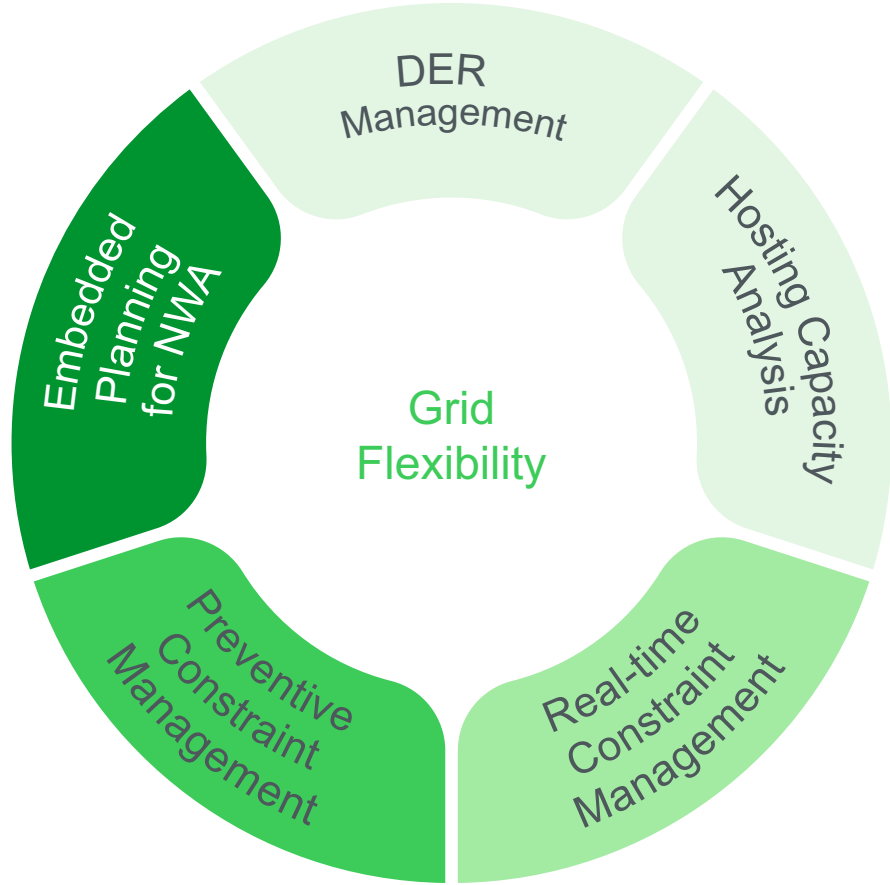 DER
Management
Hosting Capacity
Analysis
Real-time
Constraint
Management
Preventive
Constraint
Management
Embedded
Planning
for NWA
Grid
Flexibility